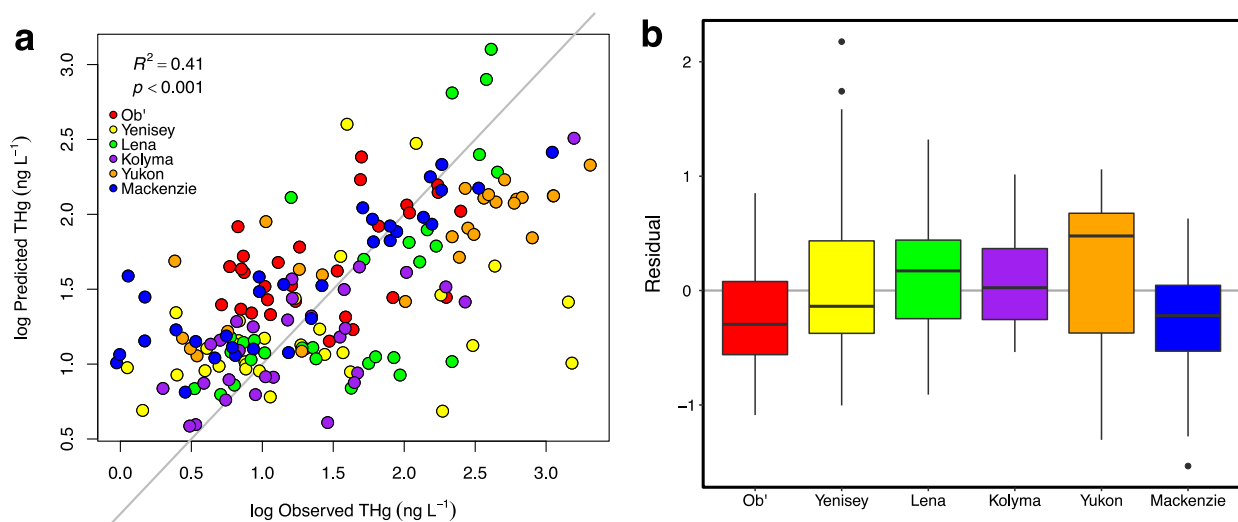 a
R² = 0.41
p < 0.001
Ob'
Yenisey
Lena
Kolyma
Yukon
Mackenzie
log Predicted THg (ng L⁻¹)
3.0
2.5
2.0
1.5
1.0
0.5
0.0 0.5 1.0 1.5 2.0 2.5 3.0
log Observed THg (ng L⁻¹)
b
Residual
2
1
0
−1
Ob' Yenisey Lena Kolyma Yukon Mackenzie